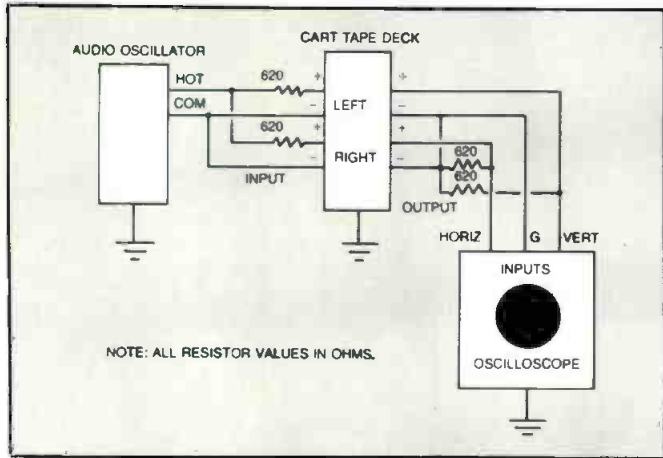 CART TAPE DECK
AUDIO OSCILLATOR
HOT
620
+
+
COM
-
LEFT
-
620
+
+
-
RIGHT
-
620
INPUT
620
OUTPUT
HORIZ
G
VERT
INPUTS
NOTE: ALL RESISTOR VALUES IN OHMS.
OSCILLOSCOPE